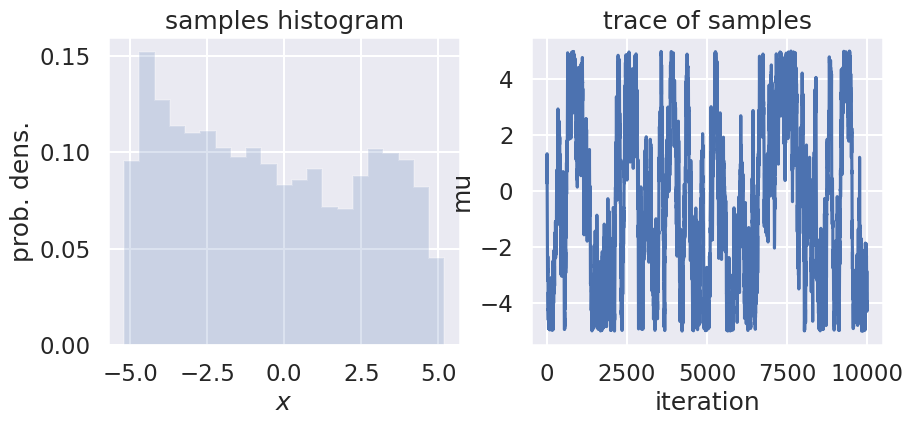 samples histogram
prob. dens.
0.15
0.10
0.05
0.00
−5.0 −2.5 0.0 2.5 5.0
x
trace of samples
mu
4
2
0
−2
−4
0 2500 5000 7500 10000
iteration